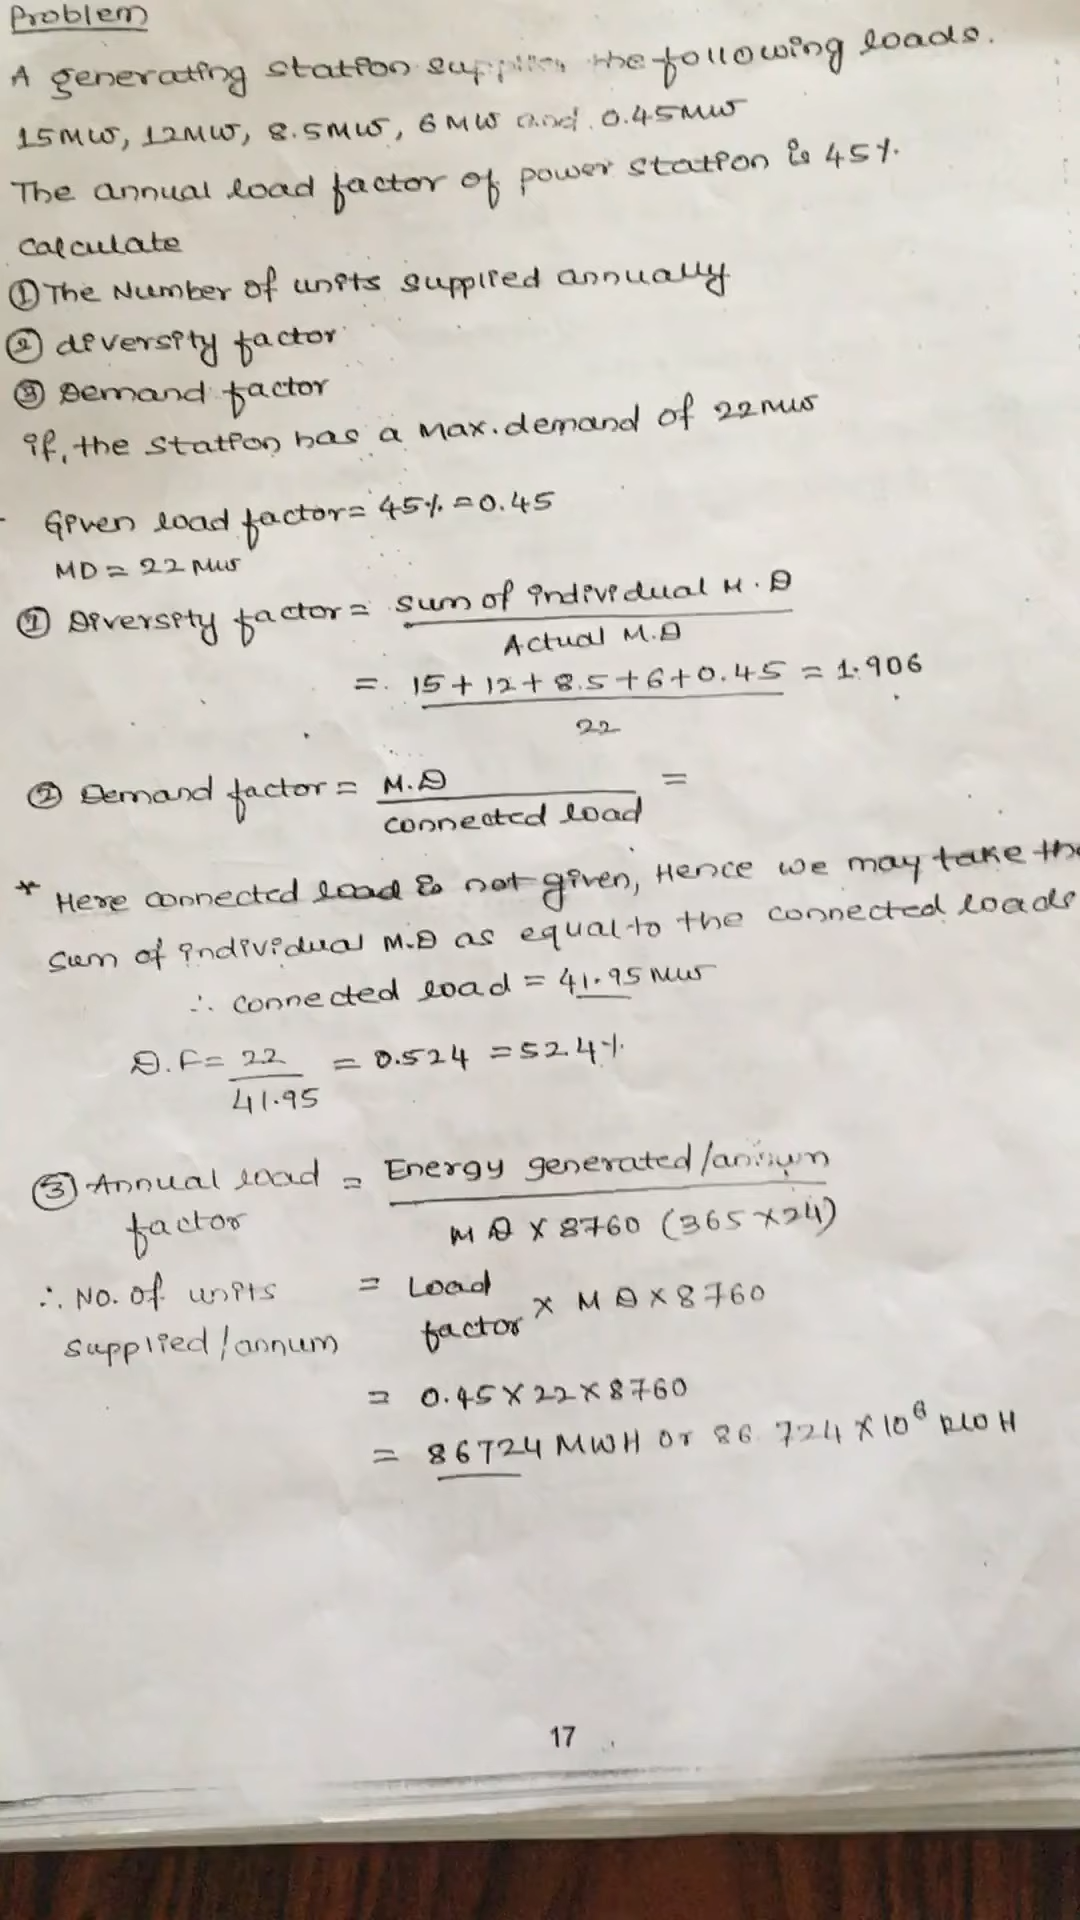 Problem
A generating station supplies the following loads.
15MW, 12MW, 8.5MW, 6MW and 0.45MW
The annual load factor of power station is 45%.
calculate
① The Number of units supplied annually
② diversity factor
③ Demand factor
if, the station has a Max. demand of 22MW
Given load factor = 45% = 0.45
MD = 22MW
① Diversity factor = sum of individual M.D
Actual M.D
= 15+12+8.5+6+0.45 = 1.906
22
② Demand factor = M.D =
connected load
* Here connected load is not given, Hence we may take the
sum of individual M.D as equal to the connected loads
∴ connected load = 41.95 MW
D.F = 22 = 0.524 = 52.4%
41.95
③ Annual load = Energy generated/annum
factor
MD X 8760 (365 X 24)
∴ No. of units = Load X MD X 8760
supplied/annum factor
= 0.45 X 22 X 8760
= 86724 MWH or 86.724 X 10⁶ KWH
17